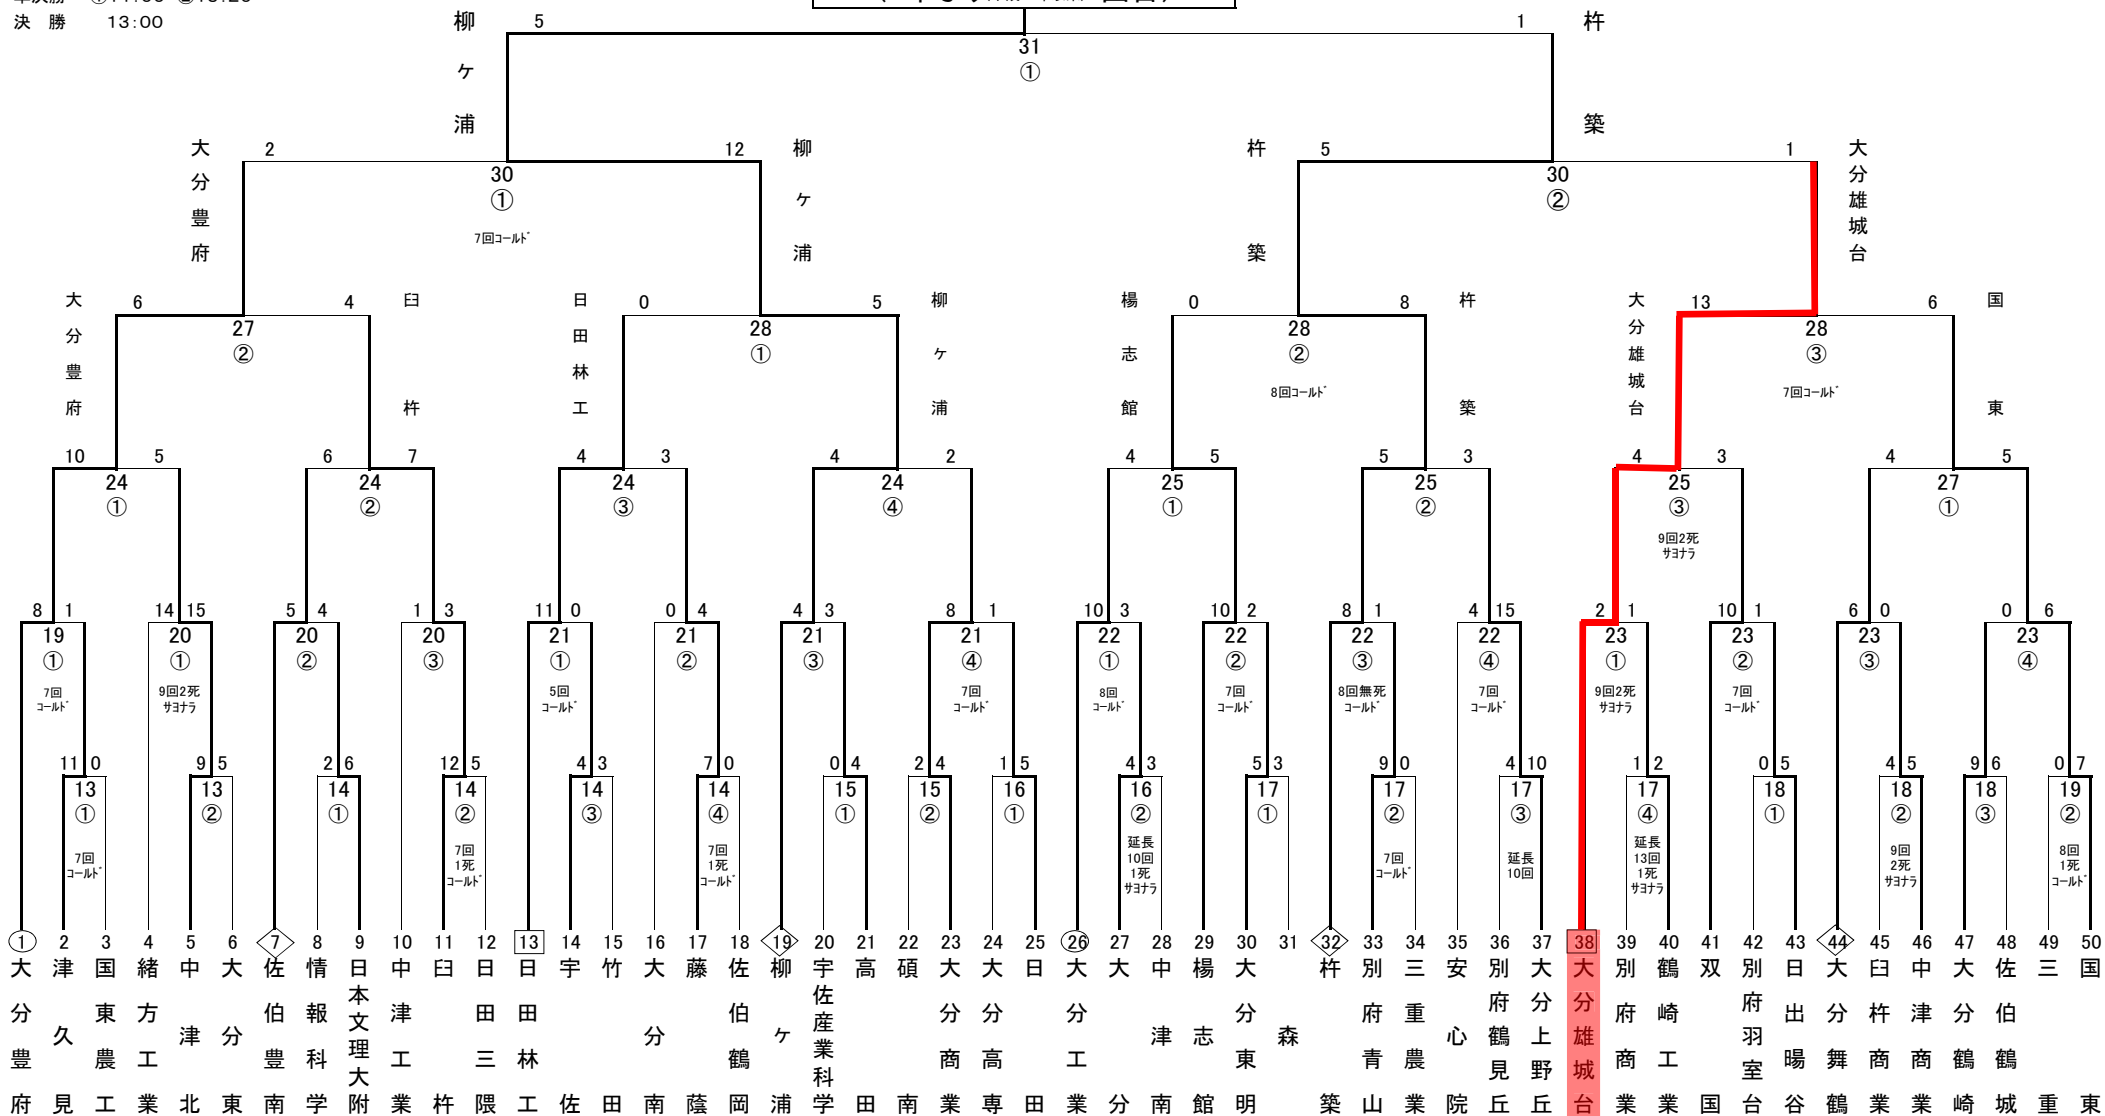 決 勝 13:00
柳ヶ浦 5 1 杵築
31
①
大分豊府 2 12 柳ヶ浦 杵築 5 1 大分雄城台
30 30
① ②
7回コールド
大分豊府 6 4 臼杵 日田林工 0 5 柳ヶ浦 楊志館 0 8 杵築 大分雄城台 13 6 国東
27 28 28 28
② ① ② ③
8回コールド 7回コールド
10 5 6 7 4 3 4 2 4 5 5 3 4 3 4 5
24 24 24 24 25 25 25 27
① ② ③ ④ ① ② ③ ①
9回2死
サヨナラ
8 1 14 15 5 4 1 3 11 0 0 4 4 3 8 1 10 3 10 2 8 1 4 15 2 1 10 1 6 0 0 6
19 20 20 20 21 21 21 21 22 22 22 22 23 23 23 23
① ① ② ③ ① ② ③ ④ ① ② ③ ④ ① ② ③ ④
7回 9回2死 5回 7回 8回 7回 8回無死 7回 9回2死 7回
コールド サヨナラ コールド コールド コールド コールド コールド コールド サヨナラ コールド
11 0 9 5 2 6 12 5 4 3 7 0 0 4 2 4 1 5 4 3 5 3 9 0 4 10 1 2 0 5 4 5 9 6 0 7
13 13 14 14 14 14 15 15 16 16 17 17 17 17 18 18 18 19
① ② ① ② ③ ④ ① ② ① ② ① ② ③ ④ ① ② ③ ②
7回コールド
7回1死コールド
7回1死コールド
延長10回1死サヨナラ
7回コールド
延長10回
延長13回1死サヨナラ
9回2死サヨナラ
8回1死コールド
1 2 3 4 5 6 7 8 9 10 11 12 13 14 15 16 17 18 19 20 21 22 23 24 25 26 27 28 29 30 31 32 33 34 35 36 37 38 39 40 41 42 43 44 45 46 47 48 49 50
大分豊府
津久見
国東農工
緒方工業
中津北
大分東
佐伯豊南
情報科学
日本文理大附
中津工業
臼杵
日田三隈
日田林工
宇佐
竹田
大分南
藤蔭
佐伯鶴岡
柳ヶ浦
宇佐産業科学
高田
碩南
大分商業
大分高専
日田
大分工業
大分
中津南
楊志館
大分東明
森
杵築
別府青山
三重農業
安心院
別府鶴見丘
大分上野丘
大分雄城台
別府商業
鶴崎工業
双国
別府羽室台
日出暘谷
大分舞鶴
臼杵商業
中津商業
大分鶴崎
佐伯鶴城
三重
国東